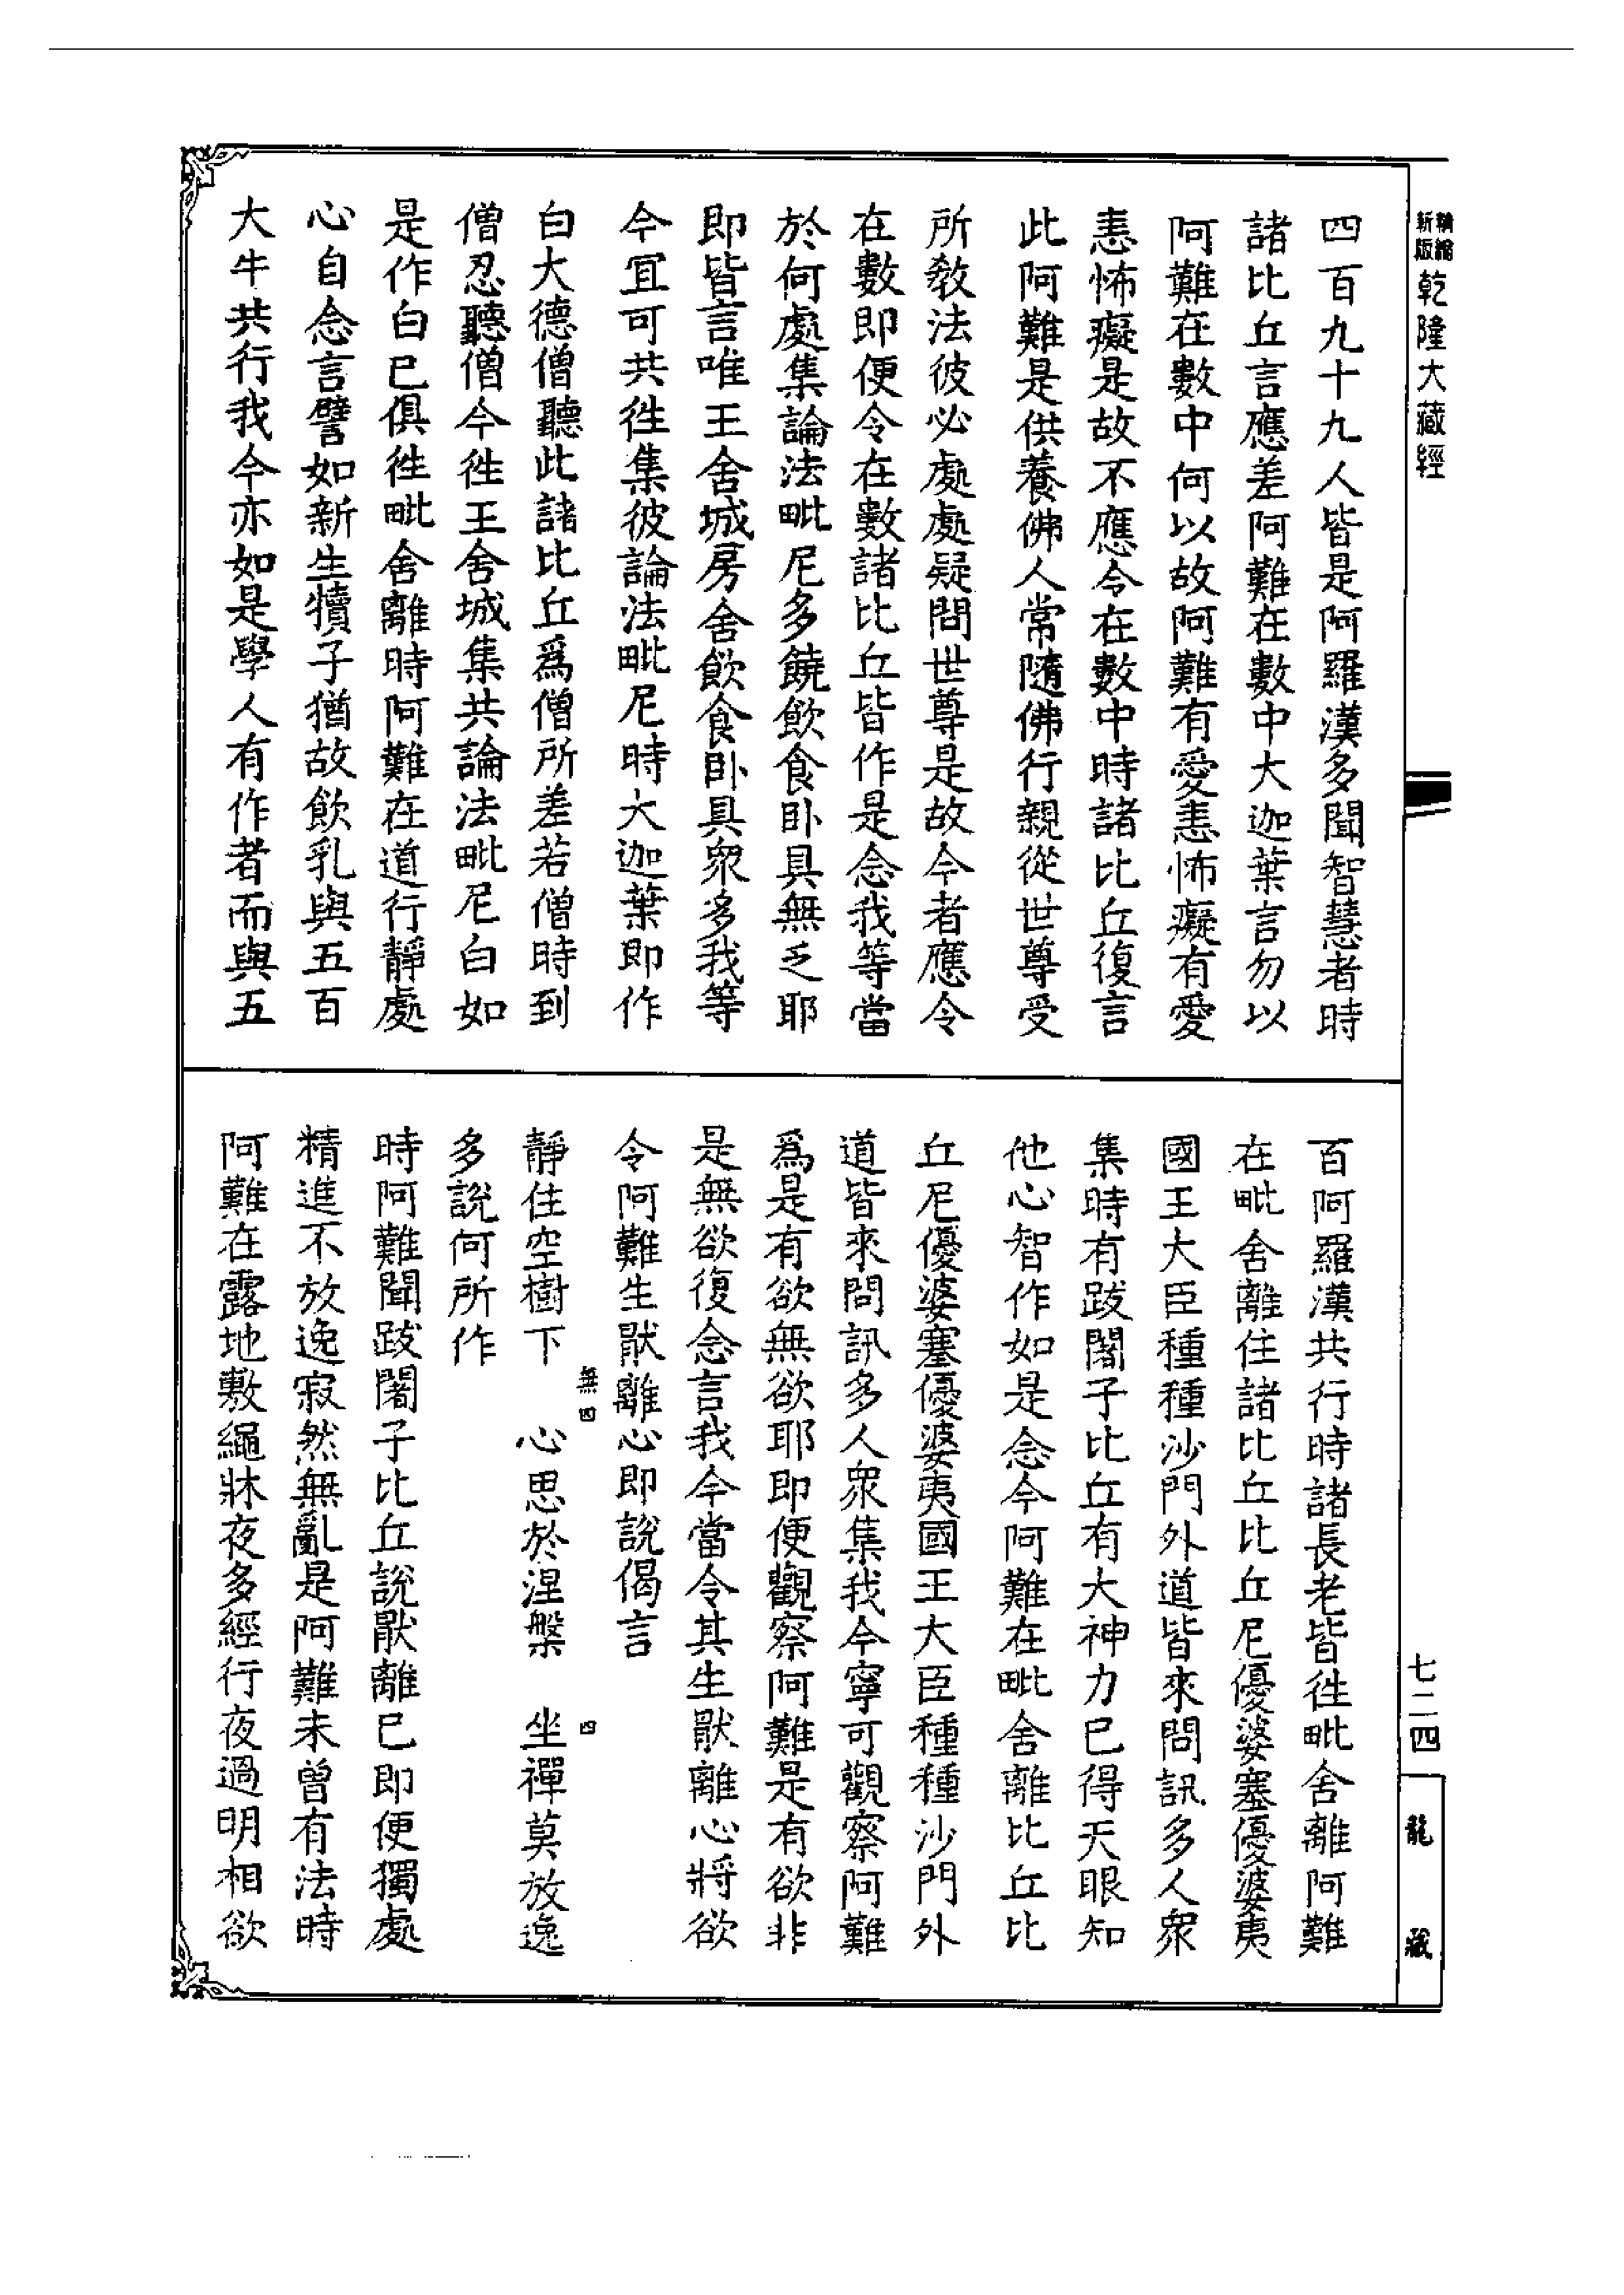 精縮新版乾隆大藏經
四百九十九人皆是阿羅漢多聞智慧者時
諸比丘言應差阿難在數中大迦葉言勿以
阿難在數中何以故阿難有愛恚怖癡有愛
恚怖癡是故不應令在數中時諸比丘復言
此阿難是供養佛人常隨佛行親從世尊受
所敎法彼必處處疑問世尊是故今者應令
在數即便令在數諸比丘皆作是念我等當
於何處集論法毗尼多饒飲食卧具無乏耶
即皆言唯王舍城房舍飲食卧具衆多我等
今宜可共徃集彼論法毗尼時大迦葉即作
白大德僧聽此諸比丘爲僧所差若僧時到
僧忍聽僧今徃王舍城集共論法毗尼白如
是作白已俱徃毗舍離時阿難在道行靜處
心自念言譬如新生犢子猶故飲乳與五百
大牛共行我今亦如是學人有作者而與五
百阿羅漢共行時諸長老皆徃毗舍離阿難
在毗舍離住諸比丘比丘尼優婆塞優婆夷
國王大臣種種沙門外道皆來問訊多人衆
集時有跋闍子比丘有大神力已得天眼知
他心智作如是念今阿難在毗舍離比丘比
丘尼優婆塞優婆夷國王大臣種種沙門外
道皆來問訊多人衆集我今寧可觀察阿難
爲是有欲無欲耶即便觀察阿難是有欲非
是無欲復念言我今當令其生猒離心將欲
令阿難生猒離心即說偈言
無四
四
靜住空樹下　心思於涅槃　坐禪莫放逸
多說何所作
時阿難聞跋闍子比丘說猒離已即便獨處
精進不放逸寂然無亂是阿難未曾有法時
阿難在露地敷繩牀夜多經行夜過明相欲
七二四
龍藏